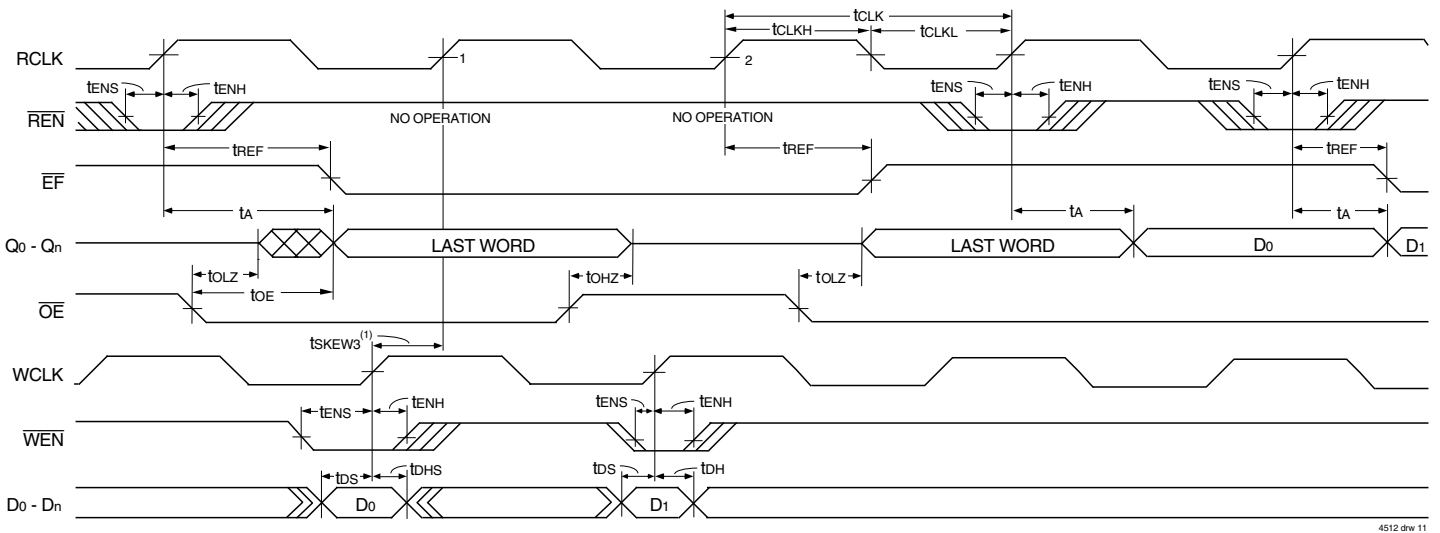 tCLK
tCLKH tCLKL
RCLK 1 2
tENS tENH tENS tENH tENS tENH
REN
NO OPERATION NO OPERATION
tREF tREF tREF
EF
tA tA tA
Q0 - Qn LAST WORD LAST WORD D0 D1
tOLZ tOHZ tOLZ
tOE
OE
tSKEW3(1)
WCLK
tENS tENH tENS tENH
WEN
tDS tDHS tDS tDH
D0 - Dn D0 D1
4512 drw 11